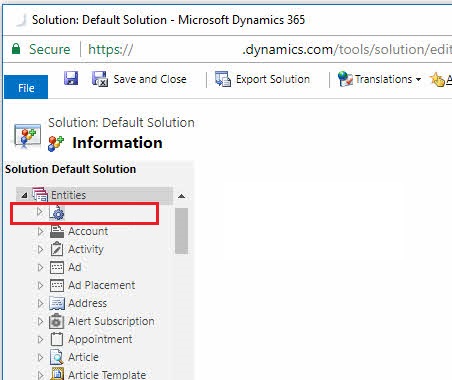 Solution: Default Solution - Microsoft Dynamics 365
Secure https:// .dynamics.com/tools/solution/edit
File Save and Close Export Solution Translations
Solution: Default Solution
Information
Solution Default Solution
Entities
Account
Activity
Ad
Ad Placement
Address
Alert Subscription
Appointment
Article
Article Template